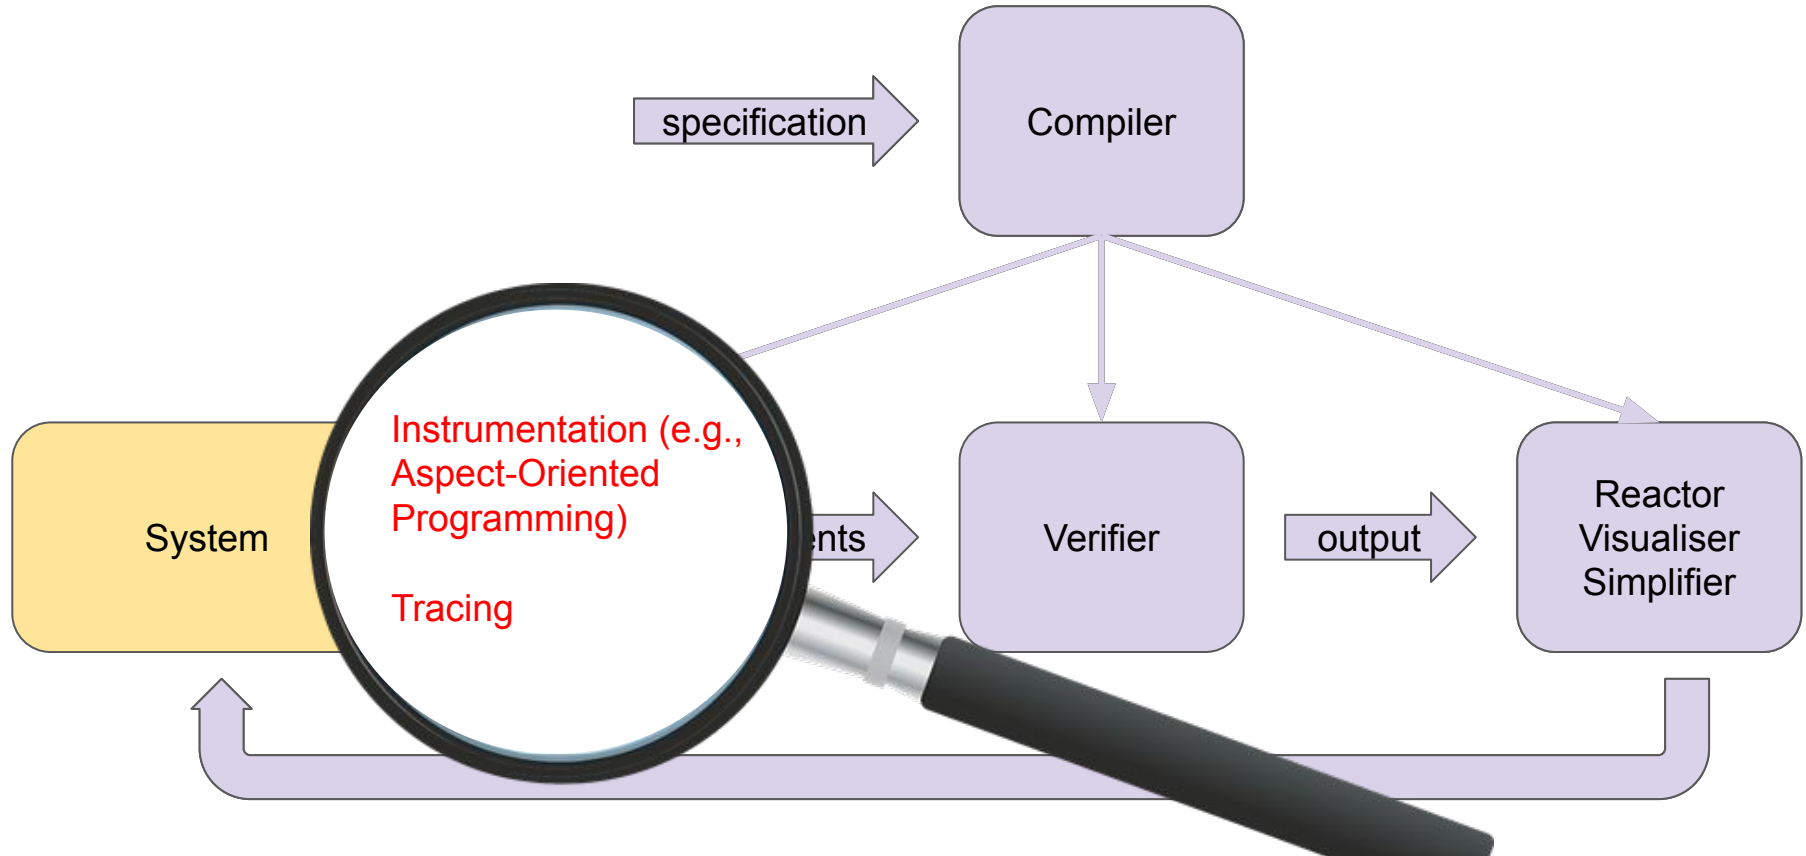 specification
Compiler
Instrumentation (e.g.,
Aspect-Oriented
Programming)
Tracing
System
Verifier
output
Reactor
Visualiser
Simplifier